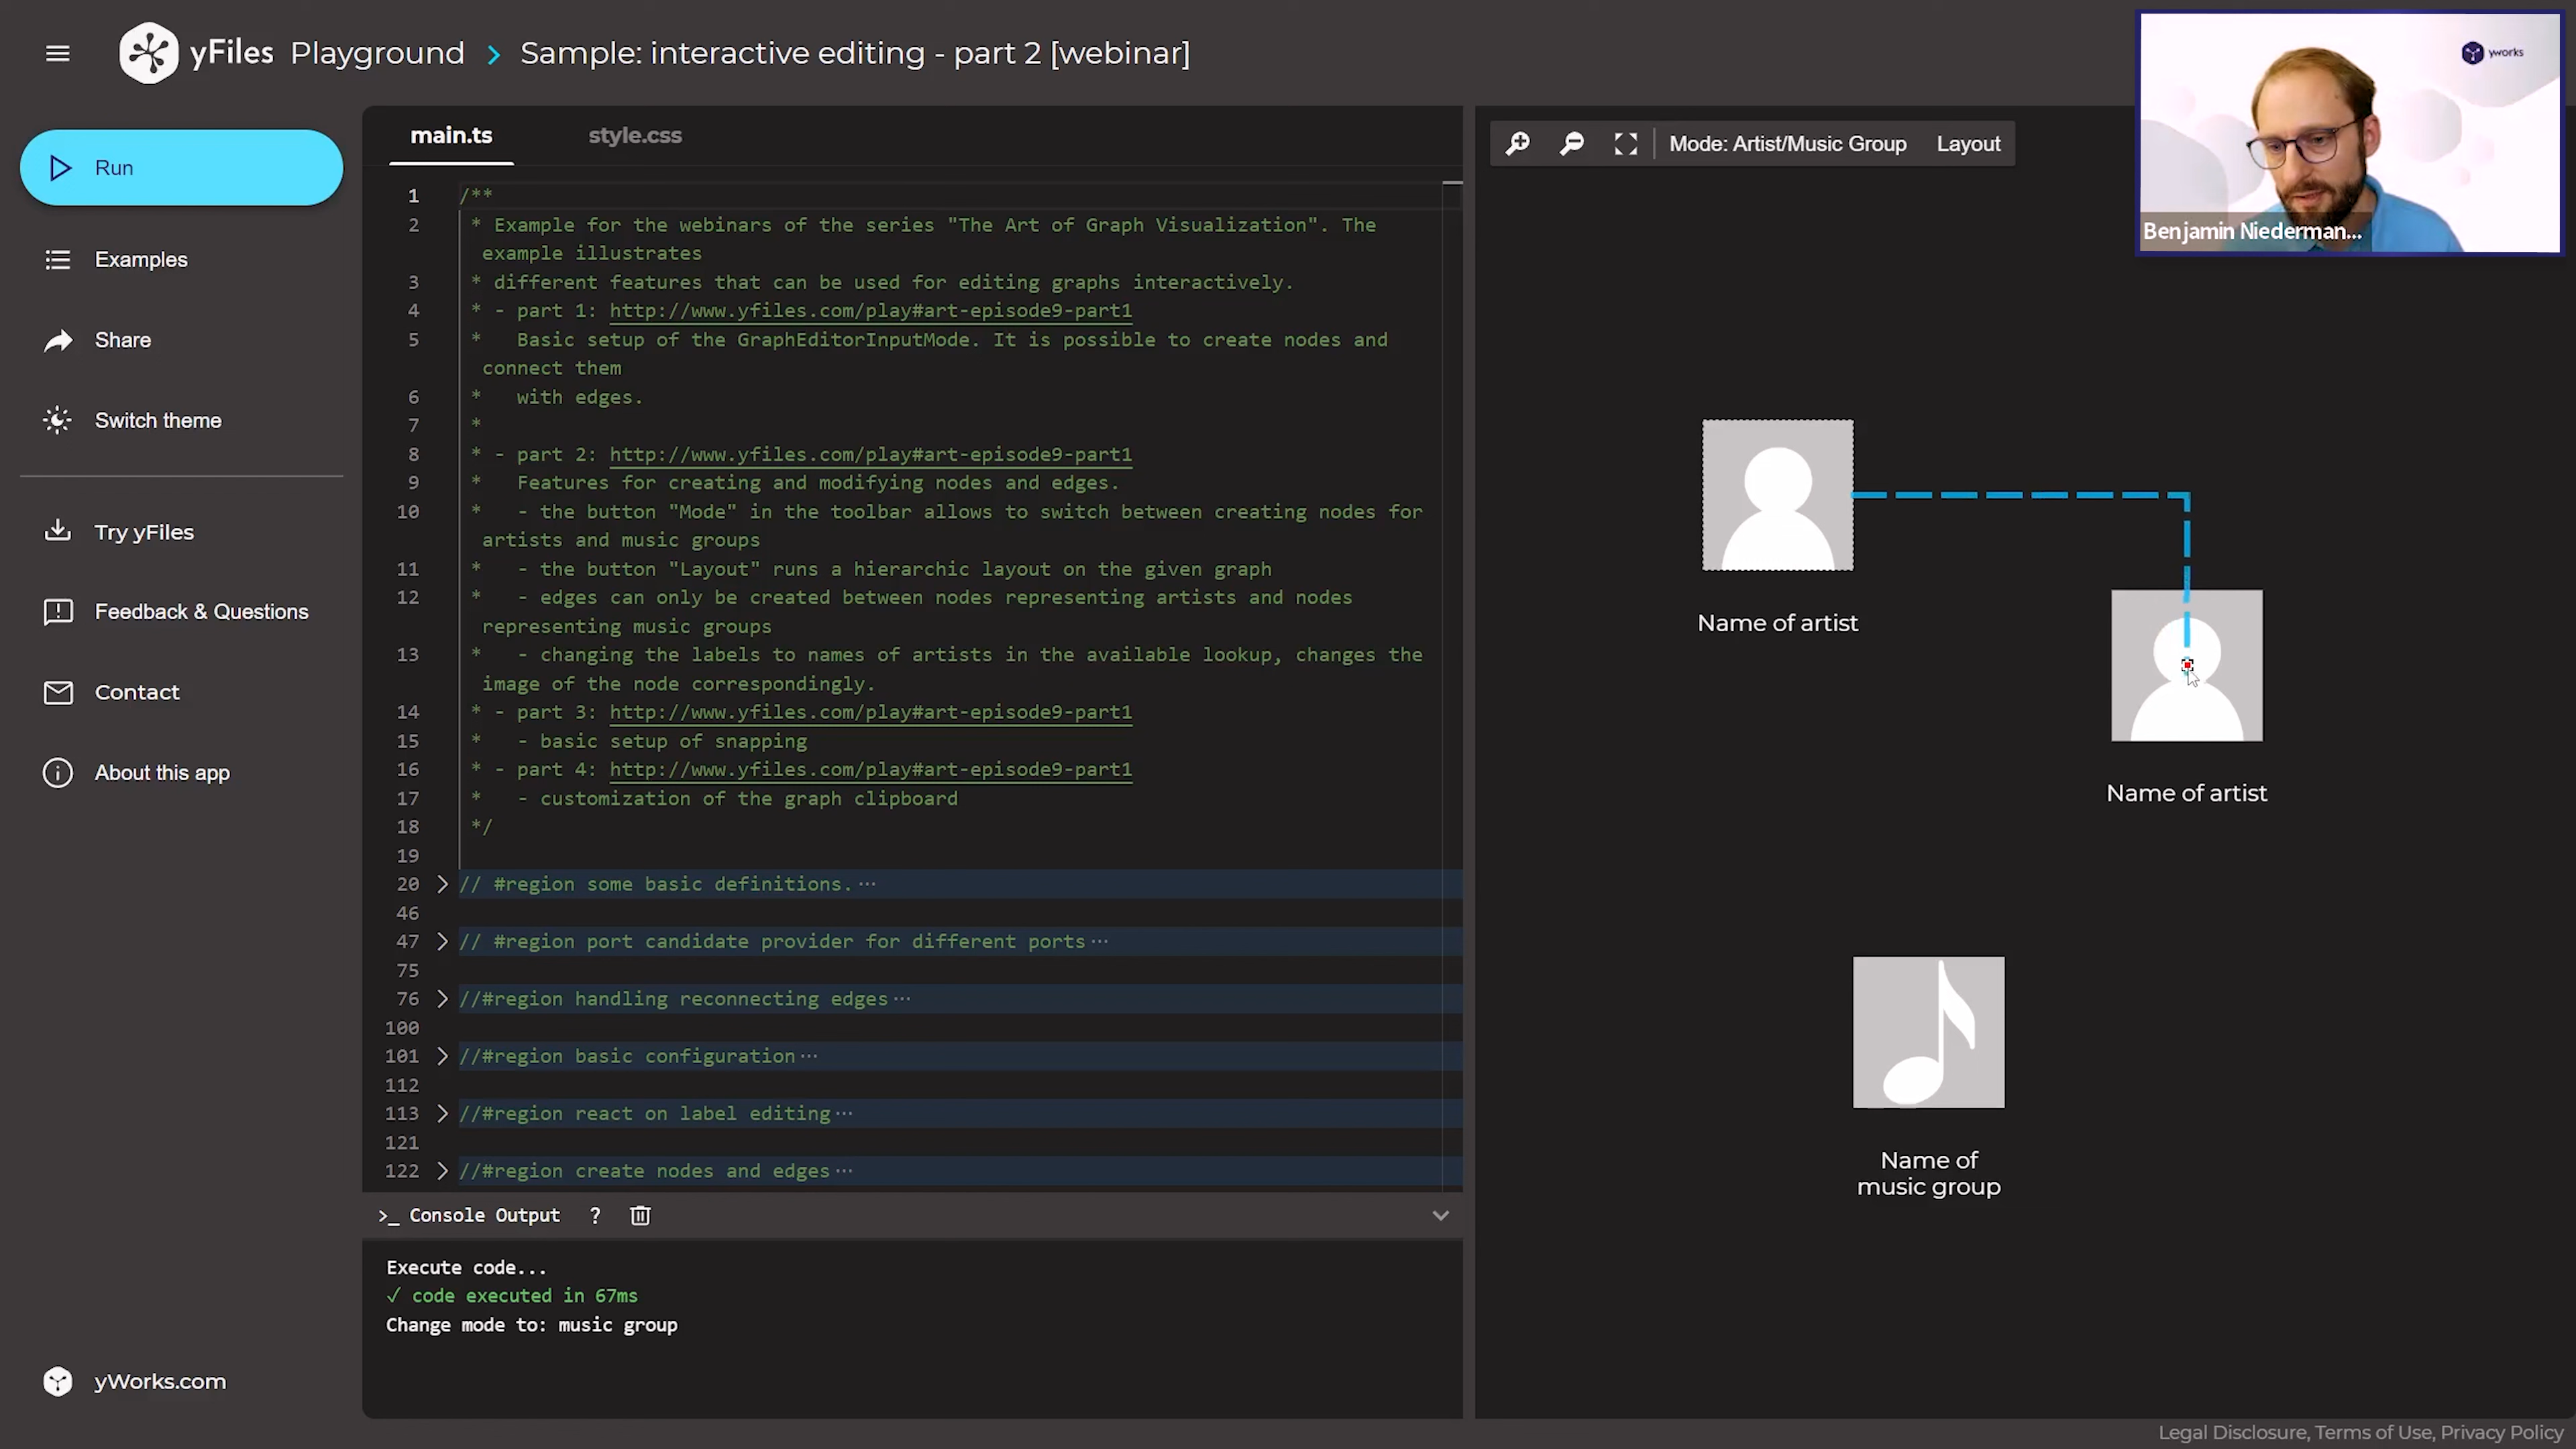 yFiles Playground > Sample: interactive editing - part 2 [webinar]
yworks
Benjamin Niederman...
Run
Examples
Share
Switch theme
Try yFiles
Feedback & Questions
Contact
About this app
yWorks.com
main.ts
style.css
1 /**
2 * Example for the webinars of the series "The Art of Graph Visualization". The
example illustrates
3 * different features that can be used for editing graphs interactively.
4 * - part 1: http://www.yfiles.com/play#art-episode9-part1
5 * Basic setup of the GraphEditorInputMode. It is possible to create nodes and
connect them
6 * with edges.
7 *
8 * - part 2: http://www.yfiles.com/play#art-episode9-part1
9 * Features for creating and modifying nodes and edges.
10 * - the button "Mode" in the toolbar allows to switch between creating nodes for
artists and music groups
11 * - the button "Layout" runs a hierarchic layout on the given graph
12 * - edges can only be created between nodes representing artists and nodes
representing music groups
13 * - changing the labels to names of artists in the available lookup, changes the
image of the node correspondingly.
14 * - part 3: http://www.yfiles.com/play#art-episode9-part1
15 * - basic setup of snapping
16 * - part 4: http://www.yfiles.com/play#art-episode9-part1
17 * - customization of the graph clipboard
18 */
19
20 > // #region some basic definitions.···
46
47 > // #region port candidate provider for different ports···
75
76 > //#region handling reconnecting edges···
100
101 > //#region basic configuration···
112
113 > //#region react on label editing···
121
122 > //#region create nodes and edges···
>_ Console Output ?
Execute code...
✓ code executed in 67ms
Change mode to: music group
Mode: Artist/Music Group
Layout
Name of artist
Name of artist
Name of
music group
Legal Disclosure, Terms of Use, Privacy Policy